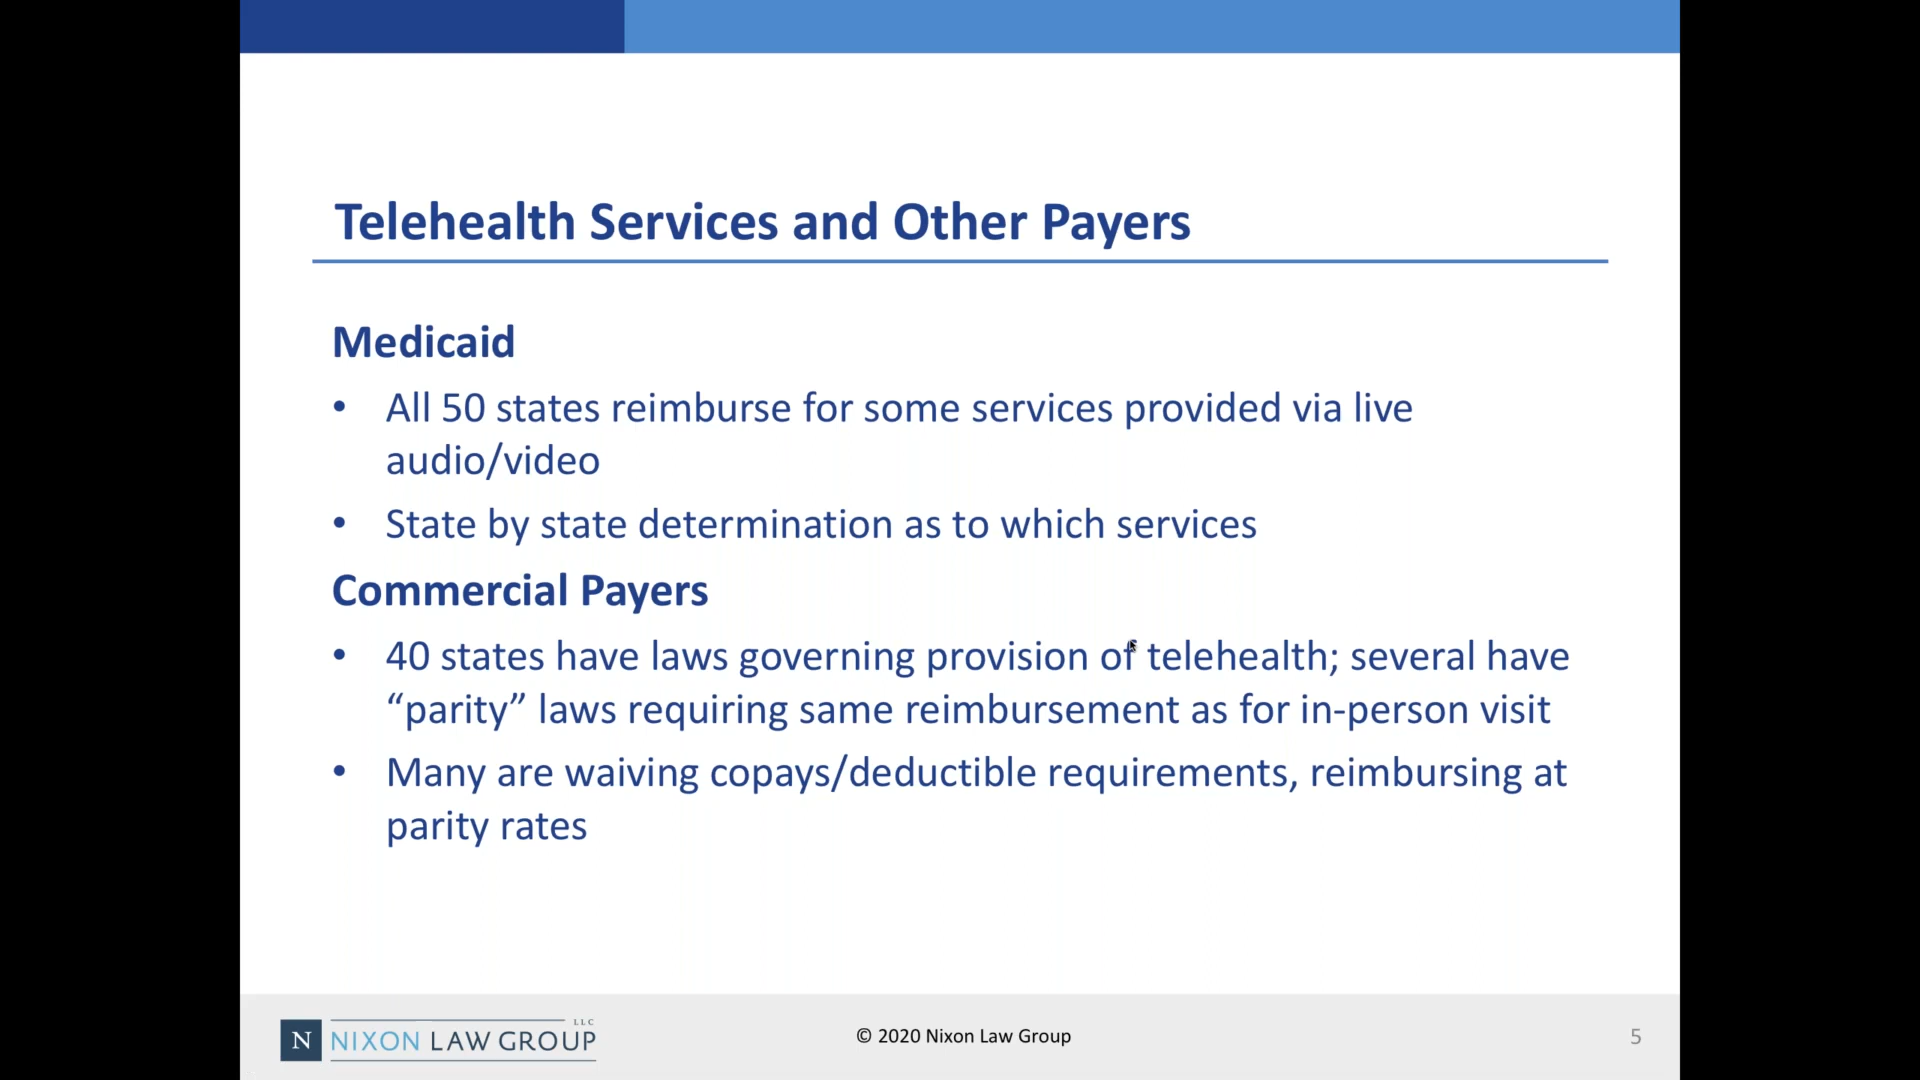 Telehealth Services and Other Payers
Medicaid
• All 50 states reimburse for some services provided via live
audio/video
• State by state determination as to which services
Commercial Payers
• 40 states have laws governing provision of telehealth; several have
“parity” laws requiring same reimbursement as for in-person visit
• Many are waiving copays/deductible requirements, reimbursing at
parity rates
LLC
N NIXON LAW GROUP
© 2020 Nixon Law Group
5